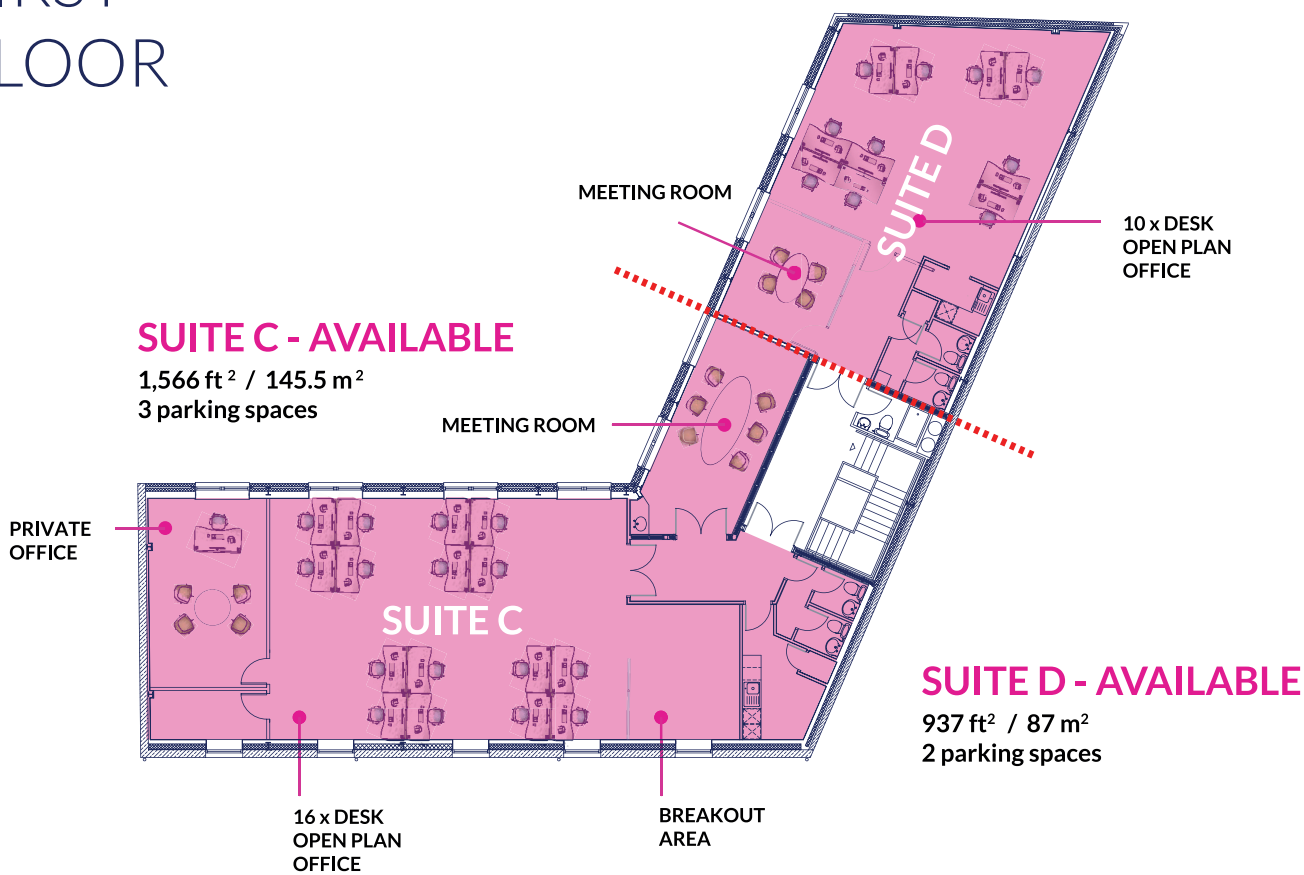 LOOR
MEETING ROOM
SUITE D
10 x DESK
OPEN PLAN
OFFICE
SUITE C - AVAILABLE
1,566 ft² / 145.5 m²
3 parking spaces
MEETING ROOM
PRIVATE
OFFICE
SUITE C
SUITE D - AVAILABLE
937 ft² / 87 m²
2 parking spaces
16 x DESK
OPEN PLAN
OFFICE
BREAKOUT
AREA